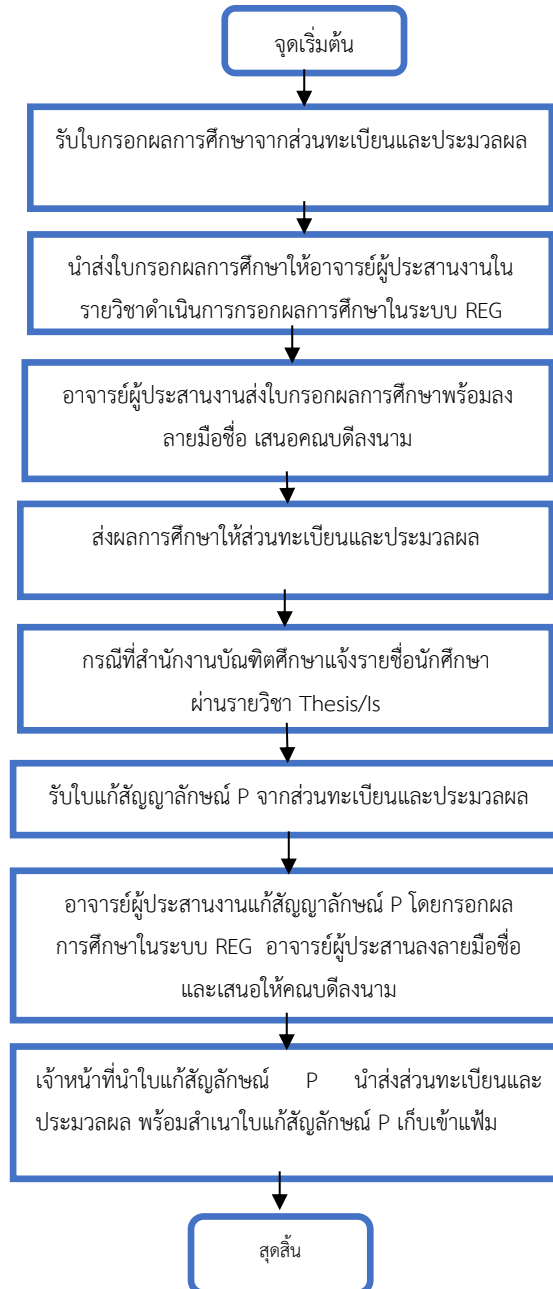 จุดเริ่มต้น
รับใบกรอกผลการศึกษาจากส่วนทะเบียนและประมวลผล
นำส่งใบกรอกผลการศึกษาให้อาจารย์ผู้ประสานงานใน
รายวิชาดำเนินการกรอกผลการศึกษาในระบบ REG
อาจารย์ผู้ประสานงานส่งใบกรอกผลการศึกษาพร้อมลง
ลายมือชื่อ เสนอคณบดีลงนาม
ส่งผลการศึกษาให้ส่วนทะเบียนและประมวลผล
กรณีที่สำนักงานบัณฑิตศึกษาแจ้งรายชื่อนักศึกษา
ผ่านรายวิชา Thesis/Is
รับใบแก้สัญญาลักษณ์ P จากส่วนทะเบียนและประมวลผล
อาจารย์ผู้ประสานงานแก้สัญญาลักษณ์ P โดยกรอกผล
การศึกษาในระบบ REG อาจารย์ผู้ประสานลงลายมือชื่อ
และเสนอให้คณบดีลงนาม
เจ้าหน้าที่นำใบแก้สัญลักษณ์ P นำส่งส่วนทะเบียนและ
ประมวลผล พร้อมสำเนาใบแก้สัญลักษณ์ P เก็บเข้าแฟ้ม
สุดสิ้น